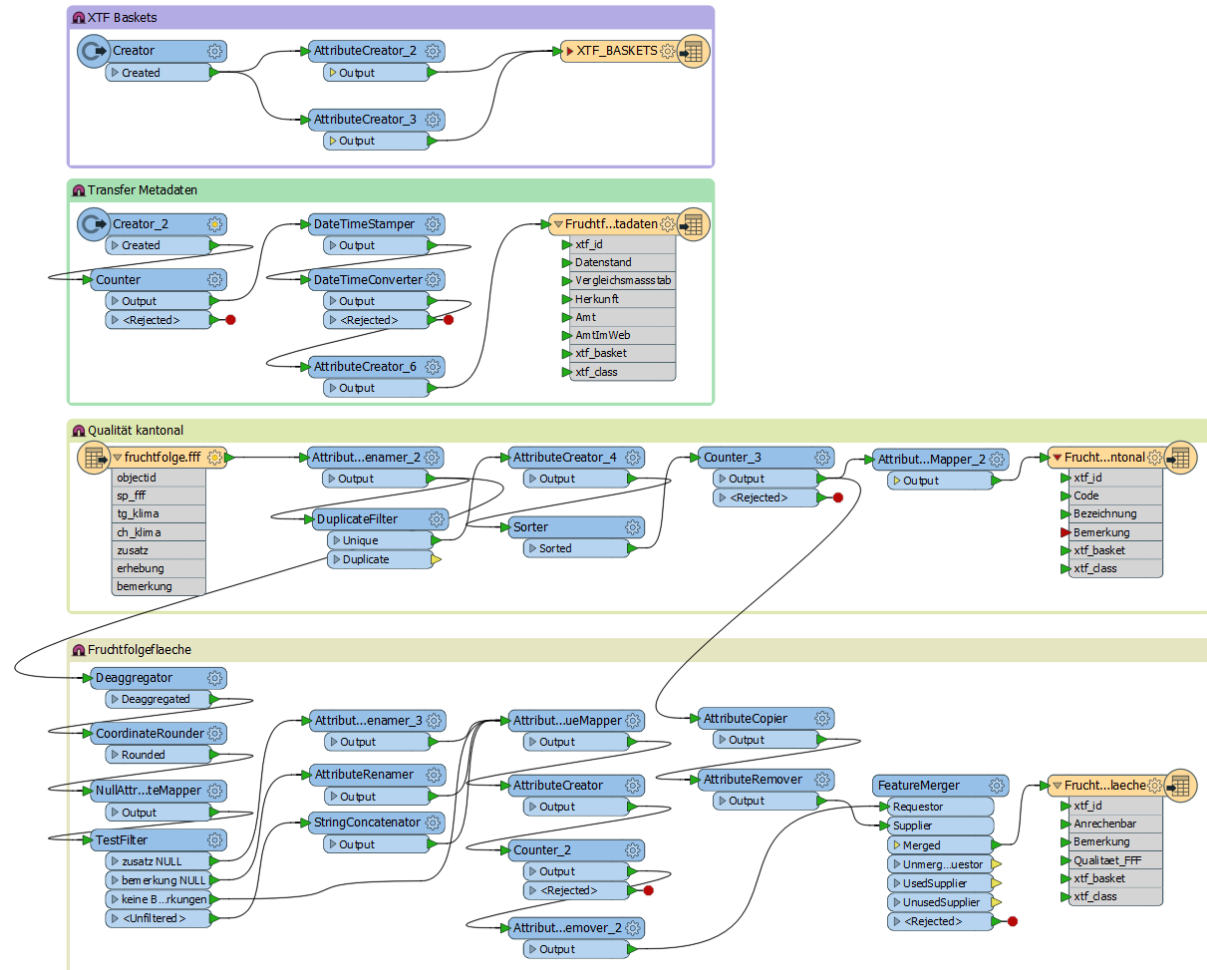 XTF Baskets
Creator
Created
AttributeCreator_2
Output
AttributeCreator_3
Output
XTF_BASKETS
Transfer Metadaten
Creator_2
Created
Counter
Output
<Rejected>
DateTimeStamper
Output
DateTimeConverter
Output
<Rejected>
AttributeCreator_6
Output
Fruchtf...tadaten
xtf_id
Datenstand
Vergleichsmassstab
Herkunft
Amt
AmtImWeb
xtf_basket
xtf_class
Qualität kantonal
fruchtfolge.fff
objectid
sp_fff
tg_klima
ch_klima
zusatz
erhebung
bemerkung
Attribut...enamer_2
Output
DuplicateFilter
Unique
Duplicate
AttributeCreator_4
Output
Sorter
Sorted
Counter_3
Output
<Rejected>
Attribut...Mapper_2
Output
Frucht...ntonal
xtf_id
Code
Bezeichnung
Bemerkung
xtf_basket
xtf_class
Fruchtfolgeflaeche
Deaggregator
Deaggregated
CoordinateRounder
Rounded
NullAttr...teMapper
Output
TestFilter
zusatz NULL
bemerkung NULL
keine B...rkungen
<Unfiltered>
Attribut...enamer_3
Output
AttributeRenamer
Output
StringConcatenator
Output
Attribut...ueMapper
Output
AttributeCreator
Output
Counter_2
Output
<Rejected>
Attribut...emover_2
Output
AttributeCopier
Output
AttributeRemover
Output
FeatureMerger
Requestor
Supplier
Merged
Unmerg...uestor
UsedSupplier
UnusedSupplier
<Rejected>
Frucht...laeche
xtf_id
Anrechenbar
Bemerkung
Qualitaet_FFF
xtf_basket
xtf_class